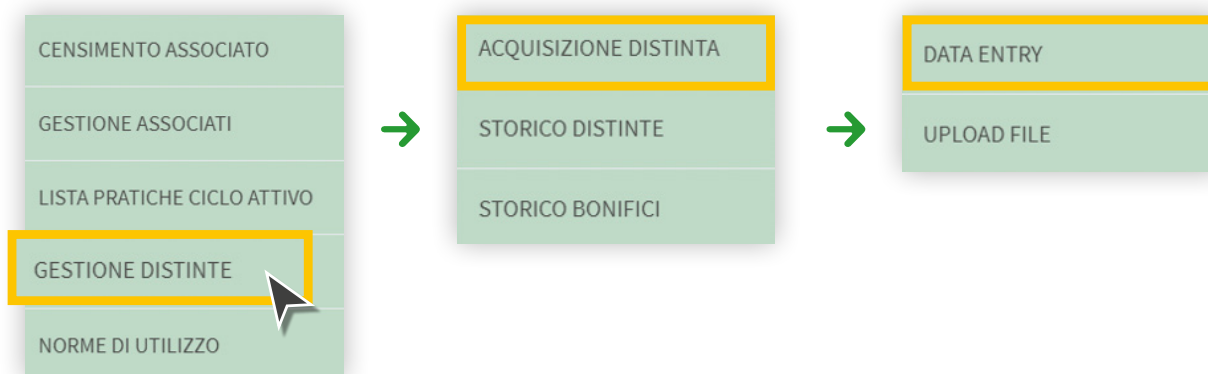 CENSIMENTO ASSOCIATO
GESTIONE ASSOCIATI
LISTA PRATICHE CICLO ATTIVO
GESTIONE DISTINTE
NORME DI UTILIZZO
ACQUISIZIONE DISTINTA
STORICO DISTINTE
STORICO BONIFICI
DATA ENTRY
UPLOAD FILE